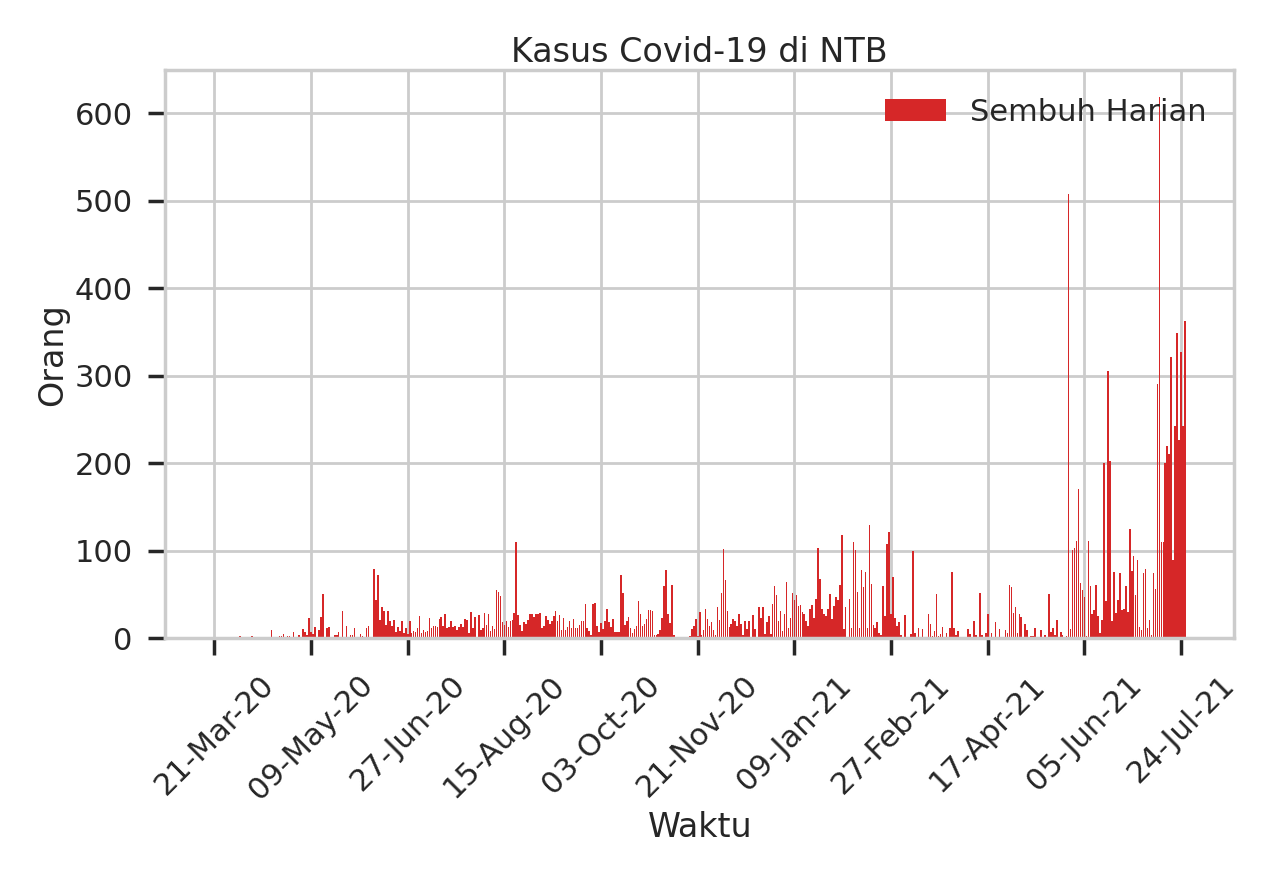 Kasus Covid-19 di NTB
Sembuh Harian
600
500
400
300
200
100
0
Orang
21-Mar-20
09-May-20
27-Jun-20
15-Aug-20
03-Oct-20
21-Nov-20
09-Jan-21
27-Feb-21
17-Apr-21
05-Jun-21
24-Jul-21
Waktu